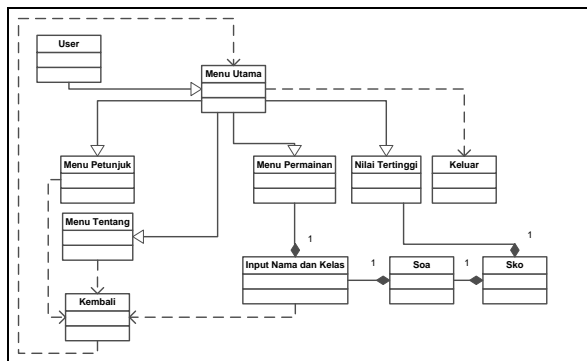 User
Menu Utama
Menu Petunjuk
Menu Permainan
Nilai Tertinggi
Keluar
Menu Tentang
1
1
Input Nama dan Kelas
1
Soa
1
Sko
Kembali